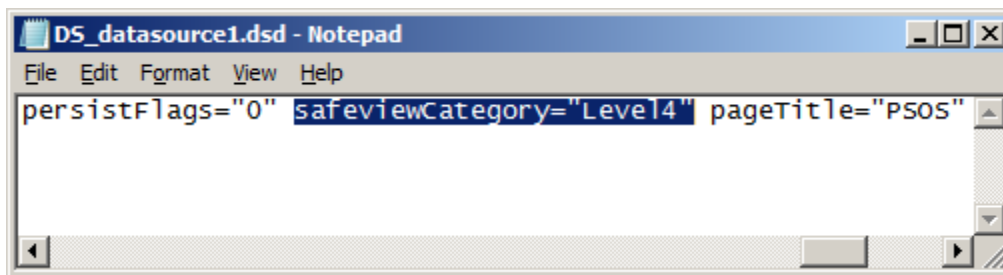 DS_datasource1.dsd - Notepad
File Edit Format View Help
persistFlags="0" safeviewCategory="Level4" pageTitle="PSOS"